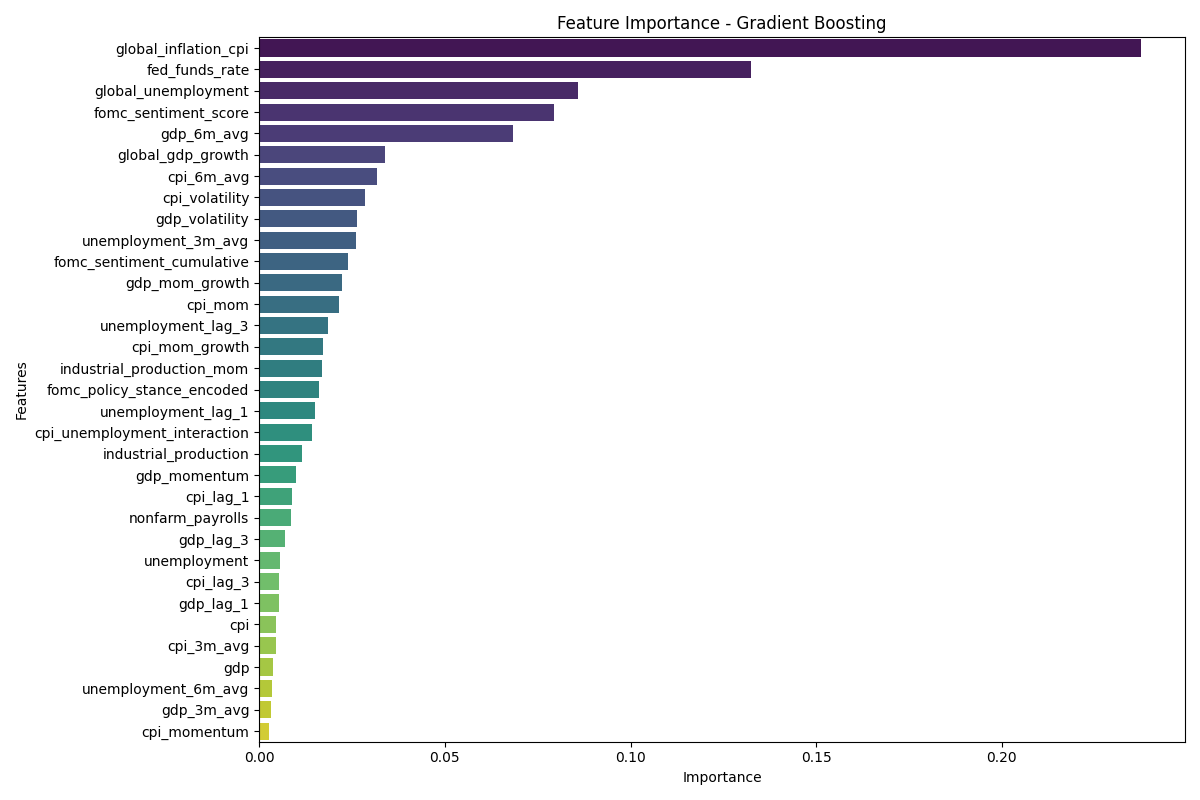 Feature Importance - Gradient Boosting
global_inflation_cpi
fed_funds_rate
global_unemployment
fomc_sentiment_score
gdp_6m_avg
global_gdp_growth
cpi_6m_avg
cpi_volatility
gdp_volatility
unemployment_3m_avg
fomc_sentiment_cumulative
gdp_mom_growth
cpi_mom
unemployment_lag_3
cpi_mom_growth
industrial_production_mom
fomc_policy_stance_encoded
unemployment_lag_1
cpi_unemployment_interaction
industrial_production
gdp_momentum
cpi_lag_1
nonfarm_payrolls
gdp_lag_3
unemployment
cpi_lag_3
gdp_lag_1
cpi
cpi_3m_avg
gdp
unemployment_6m_avg
gdp_3m_avg
cpi_momentum
Features
0.00 0.05 0.10 0.15 0.20
Importance